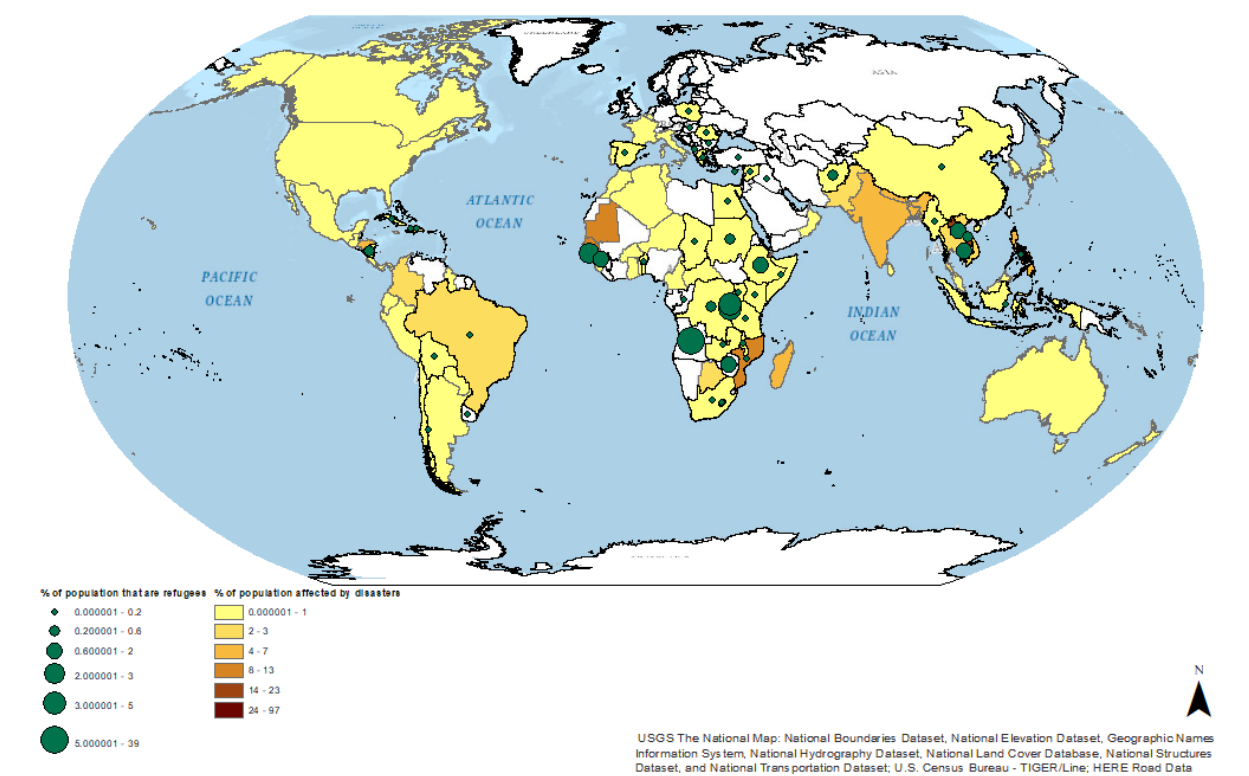 ATLANTIC
OCEAN
PACIFIC
OCEAN
INDIAN
OCEAN
% of population that are refugees
0.000001 - 0.2
0.200001 - 0.6
0.600001 - 2
2.000001 - 3
3.000001 - 5
5.000001 - 39
% of population affected by disasters
0.000001 - 1
2 - 3
4 - 7
8 - 13
14 - 23
24 - 97
N
USGS The National Map: National Boundaries Dataset, National Elevation Dataset, Geographic Names
Information System, National Hydrography Dataset, National Land Cover Database, National Structures
Dataset, and National Transportation Dataset; U.S. Census Bureau - TIGER/Line; HERE Road Data